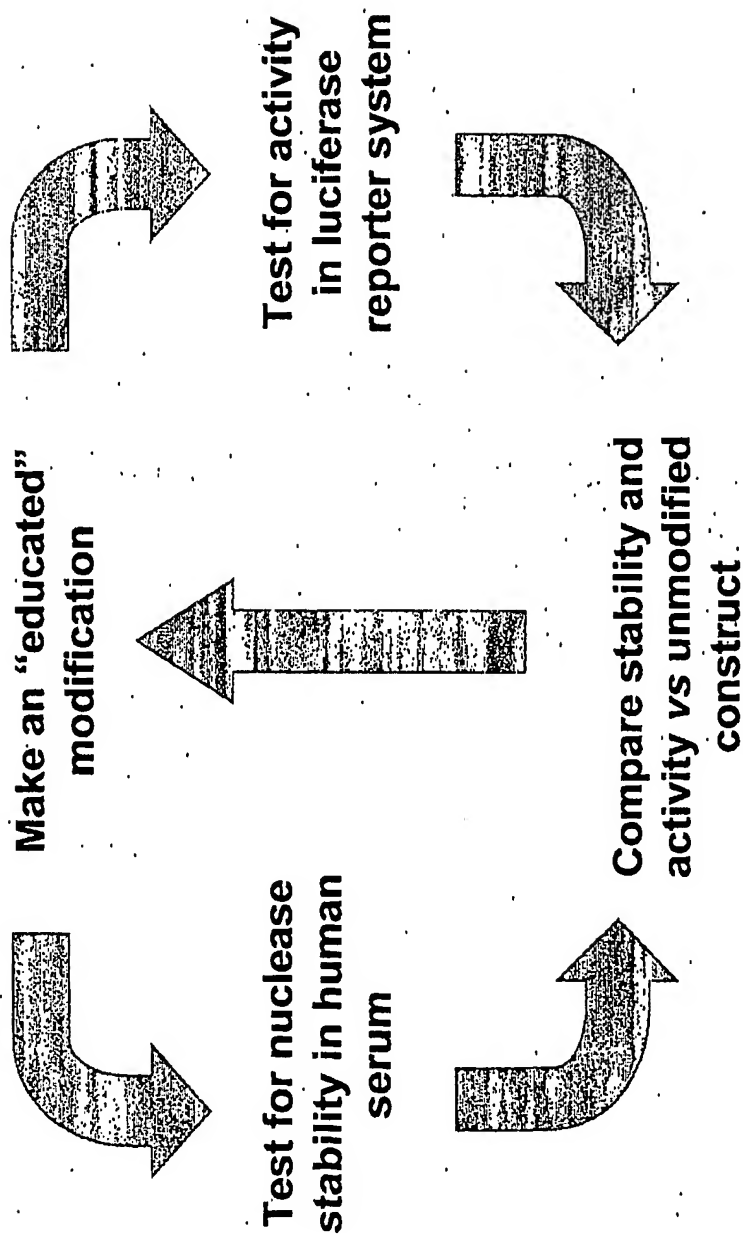 Make an “educated”
modification
Test for nuclease
stability in human
serum
Test for activity
in luciferase
reporter system
Compare stability and
activity vs unmodified
construct